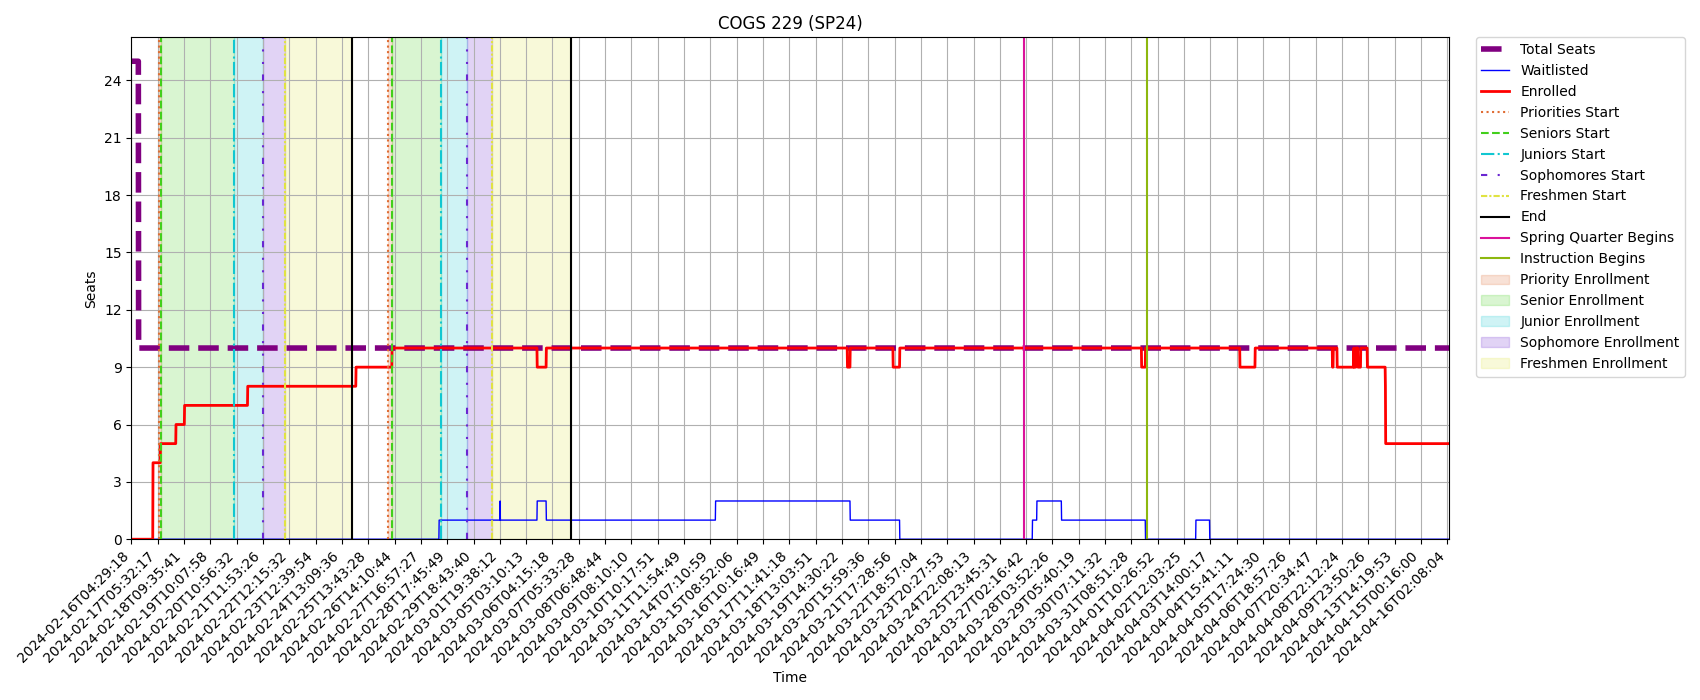 COGS 229 (SP24)
Seats
24
21
18
15
12
9
6
3
0
2024-02-16T04:29:18
2024-02-17T05:32:17
2024-02-18T09:35:41
2024-02-19T10:07:58
2024-02-20T10:56:32
2024-02-21T11:53:26
2024-02-22T12:15:32
2024-02-23T12:39:54
2024-02-24T13:09:36
2024-02-25T13:43:28
2024-02-26T14:10:44
2024-02-27T16:57:27
2024-02-28T17:45:49
2024-02-29T18:43:40
2024-03-01T19:38:12
2024-03-05T03:10:13
2024-03-06T04:15:18
2024-03-07T05:33:28
2024-03-08T06:48:44
2024-03-09T08:10:10
2024-03-10T10:17:51
2024-03-11T11:54:49
2024-03-14T07:10:59
2024-03-15T08:52:06
2024-03-16T10:16:49
2024-03-17T11:41:18
2024-03-18T13:03:51
2024-03-19T14:30:22
2024-03-20T15:59:36
2024-03-21T17:28:56
2024-03-22T18:57:04
2024-03-23T20:27:53
2024-03-24T22:08:13
2024-03-25T23:45:31
2024-03-27T02:16:42
2024-03-28T03:52:26
2024-03-29T05:40:19
2024-03-30T07:11:32
2024-03-31T08:51:28
2024-04-01T10:26:52
2024-04-02T12:03:25
2024-04-03T14:00:17
2024-04-04T15:41:11
2024-04-05T17:24:30
2024-04-06T18:57:26
2024-04-07T20:34:47
2024-04-08T22:12:24
2024-04-09T23:50:26
2024-04-13T14:19:53
2024-04-15T00:16:00
2024-04-16T02:08:04
Time
Total Seats
Waitlisted
Enrolled
Priorities Start
Seniors Start
Juniors Start
Sophomores Start
Freshmen Start
End
Spring Quarter Begins
Instruction Begins
Priority Enrollment
Senior Enrollment
Junior Enrollment
Sophomore Enrollment
Freshmen Enrollment